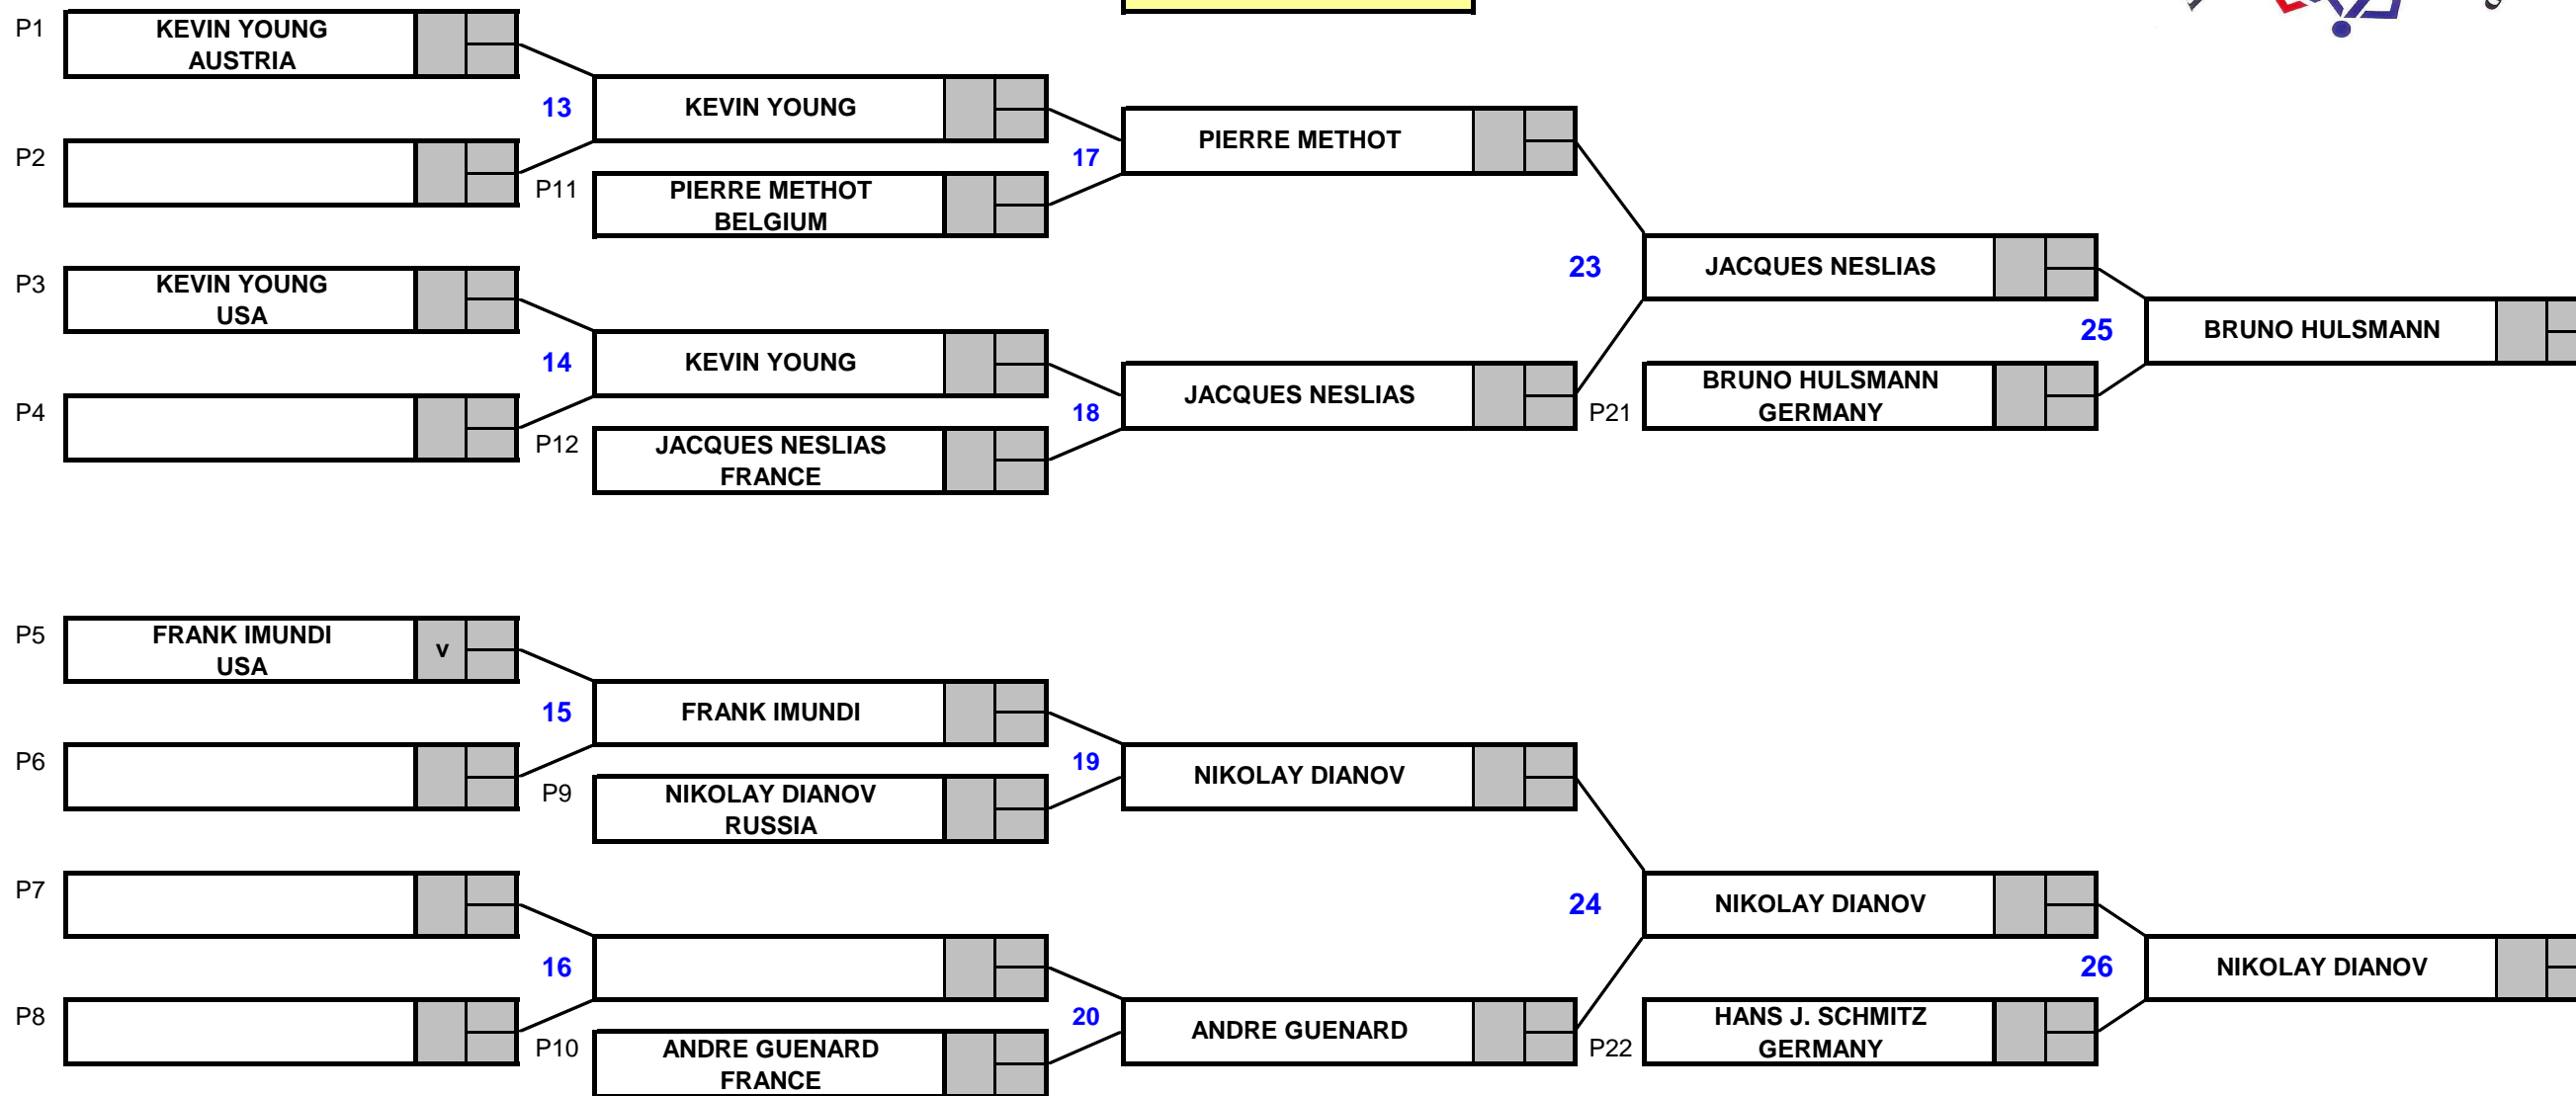 P1
KEVIN YOUNG
AUSTRIA
13
KEVIN YOUNG
P2
P11
PIERRE METHOT
BELGIUM
17
PIERRE METHOT
P3
KEVIN YOUNG
USA
14
KEVIN YOUNG
P4
P12
JACQUES NESLIAS
FRANCE
18
JACQUES NESLIAS
23
JACQUES NESLIAS
P21
BRUNO HULSMANN
GERMANY
25
BRUNO HULSMANN
P5
FRANK IMUNDI
USA
v
15
FRANK IMUNDI
P6
P9
NIKOLAY DIANOV
RUSSIA
19
NIKOLAY DIANOV
P7
16
P8
P10
ANDRE GUENARD
FRANCE
20
ANDRE GUENARD
24
NIKOLAY DIANOV
P22
HANS J. SCHMITZ
GERMANY
26
NIKOLAY DIANOV